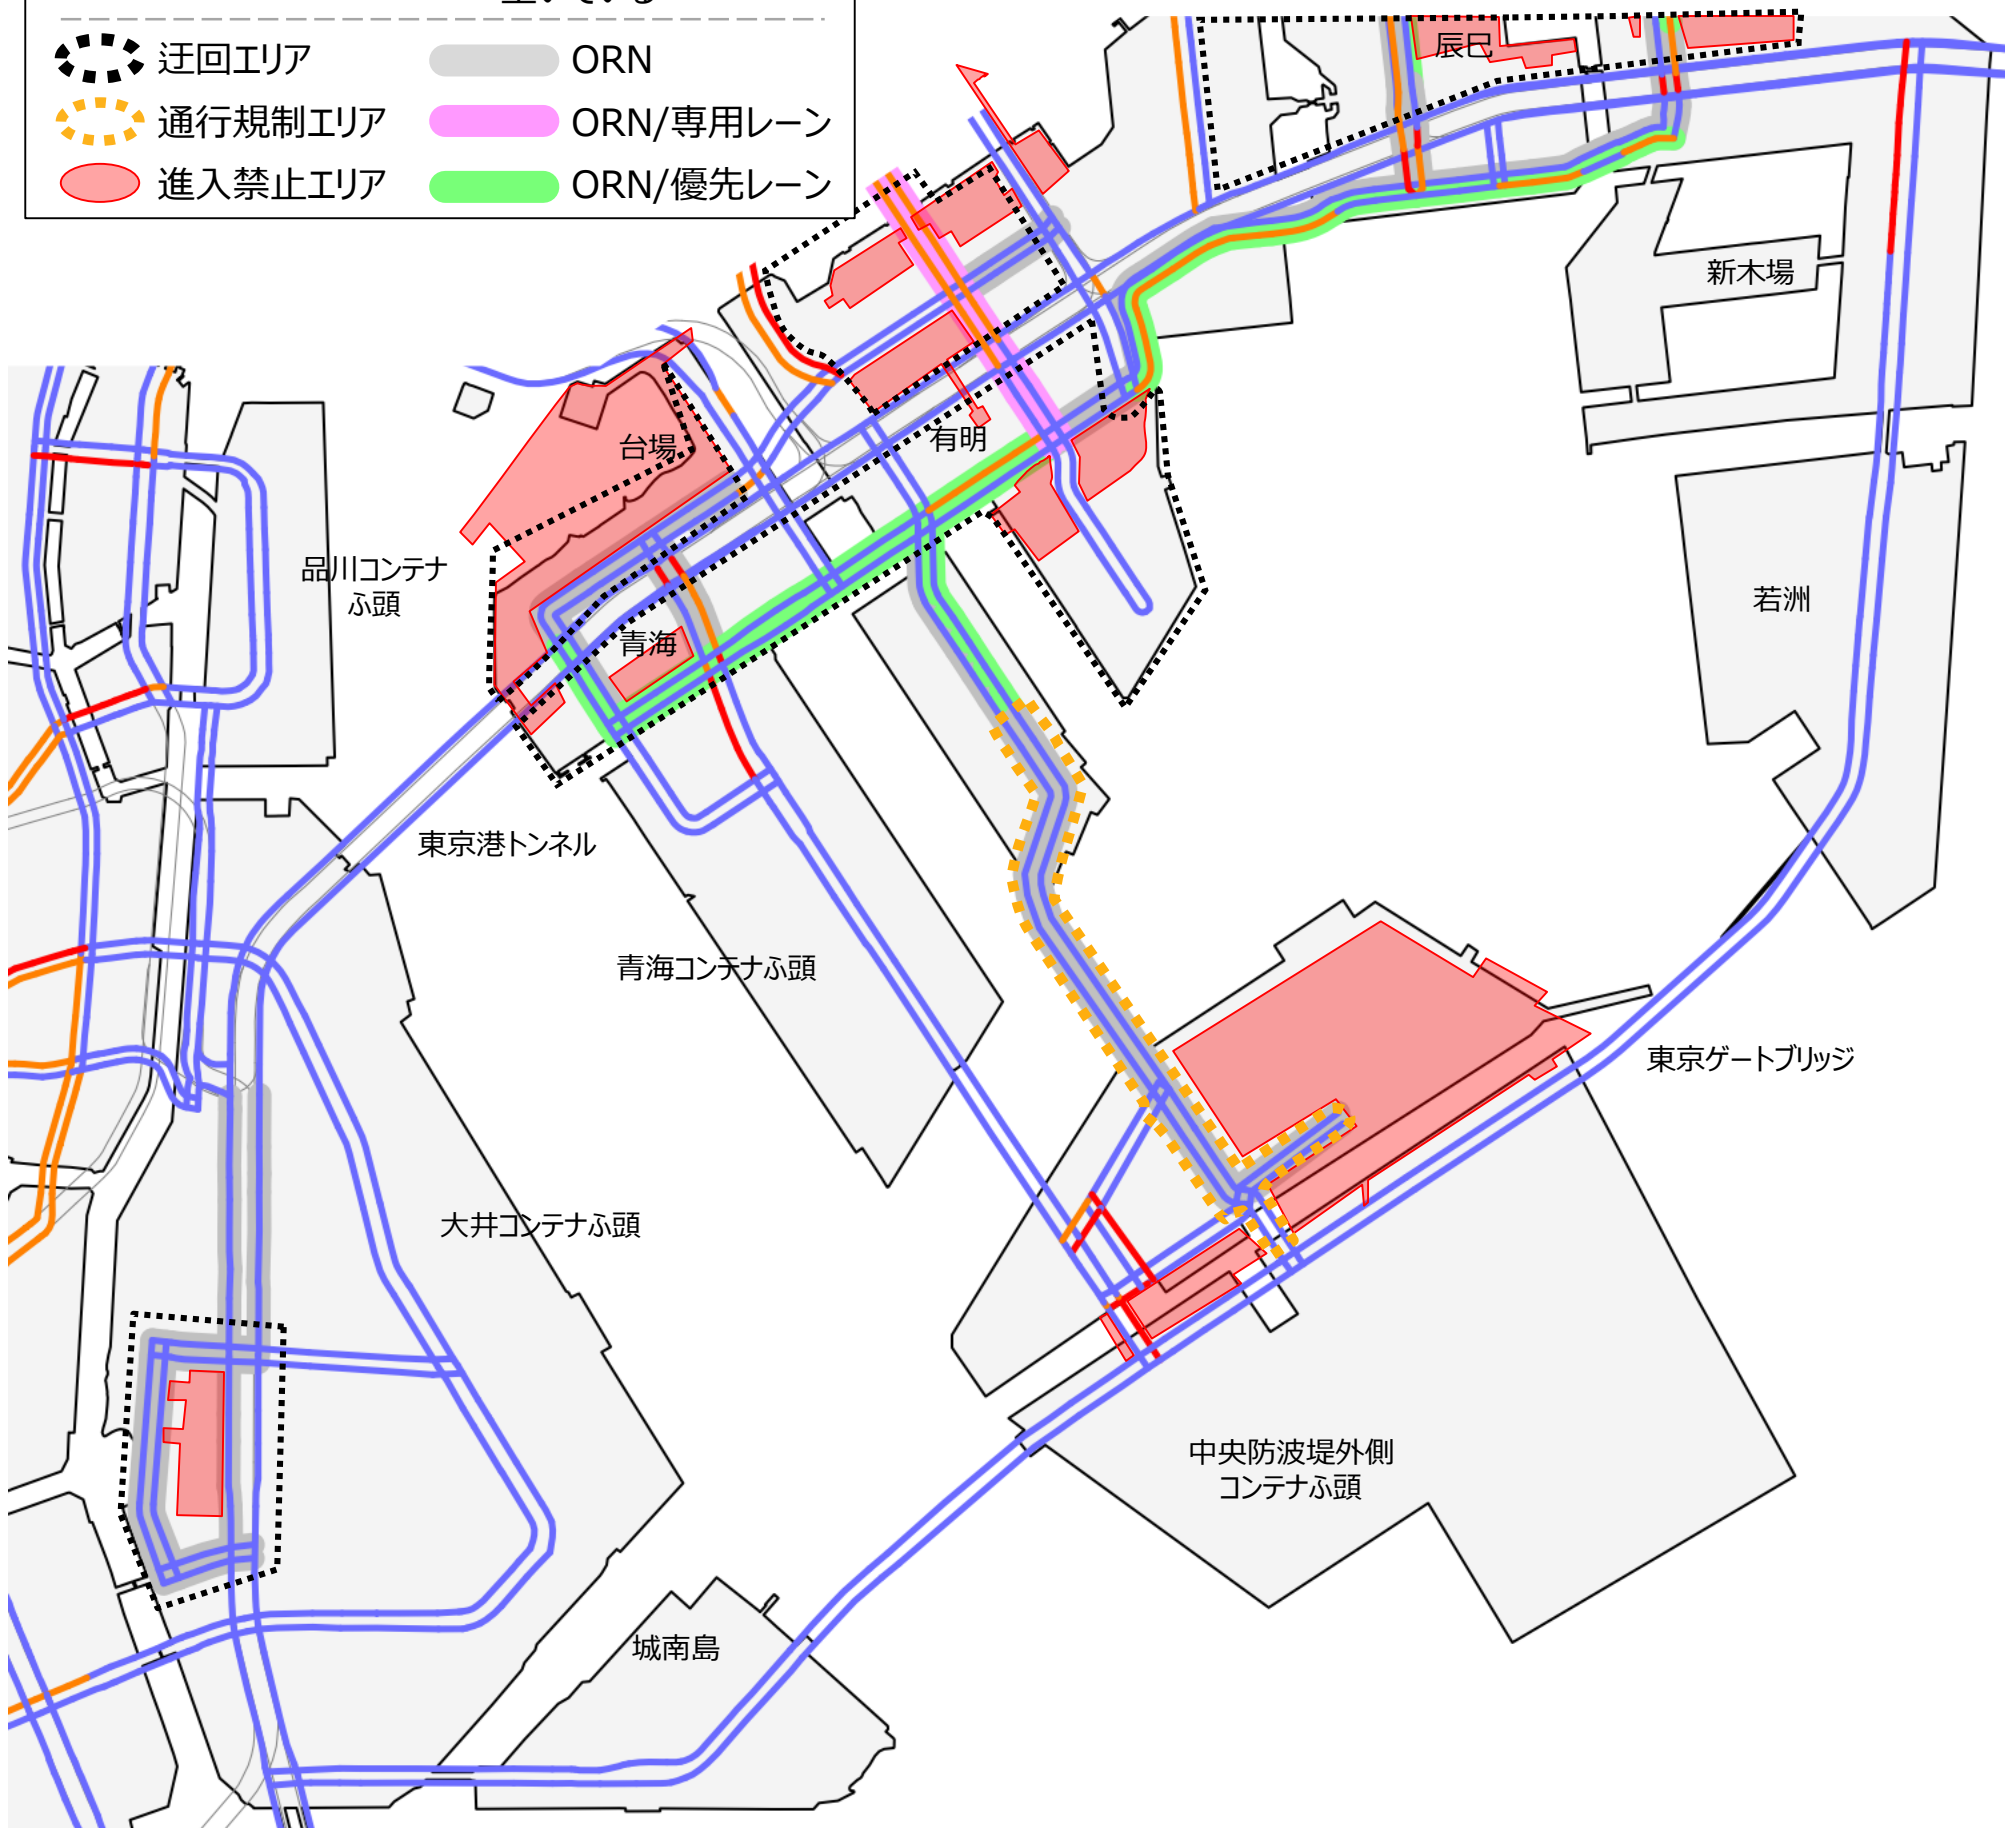 空いている
迂回エリア
ORN
通行規制エリア
ORN/専用レーン
進入禁止エリア
ORN/優先レーン
辰巳
新木場
台場
有明
品川コンテナ
ふ頭
青海
若洲
東京港トンネル
青海コンテナふ頭
東京ゲートブリッジ
大井コンテナふ頭
中央防波堤外側
コンテナふ頭
城南島